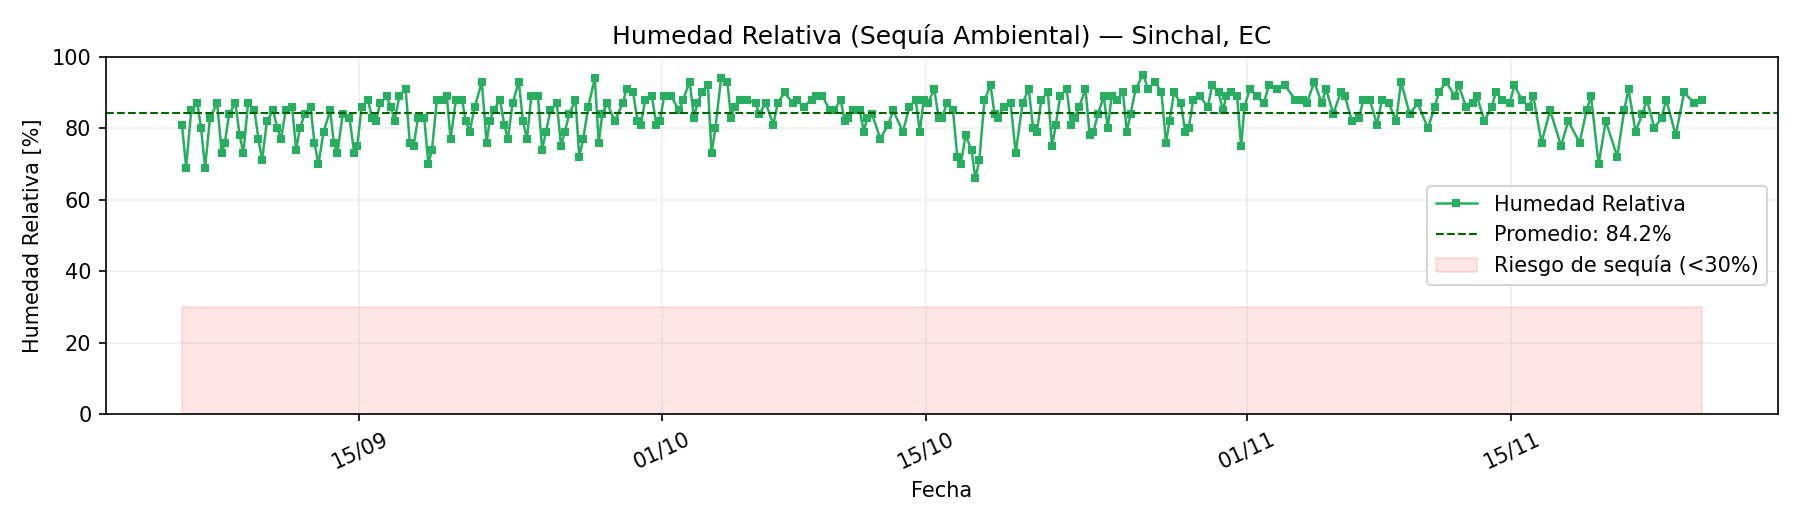 Humedad Relativa (Sequía Ambiental) — Sinchal, EC
Humedad Relativa [%]
100
80
60
40
20
0
Humedad Relativa
Promedio: 84.2%
Riesgo de sequía (<30%)
15/09
01/10
15/10
01/11
15/11
Fecha